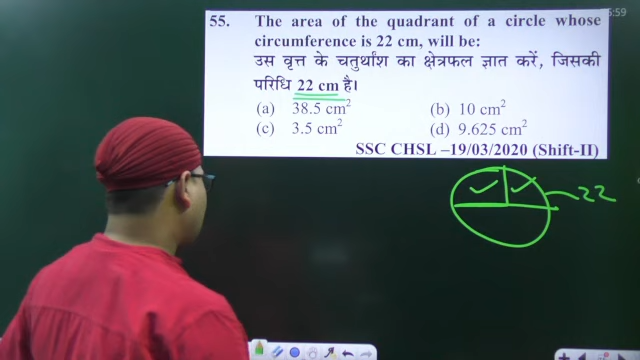 5:59
55. The area of the quadrant of a circle whose
circumference is 22 cm, will be:
उस वृत्त के चतुर्थांश का क्षेत्रफल ज्ञात करें, जिसकी
परिधि 22 cm है।
(a) 38.5 cm² (b) 10 cm²
(c) 3.5 cm² (d) 9.625 cm²
SSC CHSL –19/03/2020 (Shift-II)
22